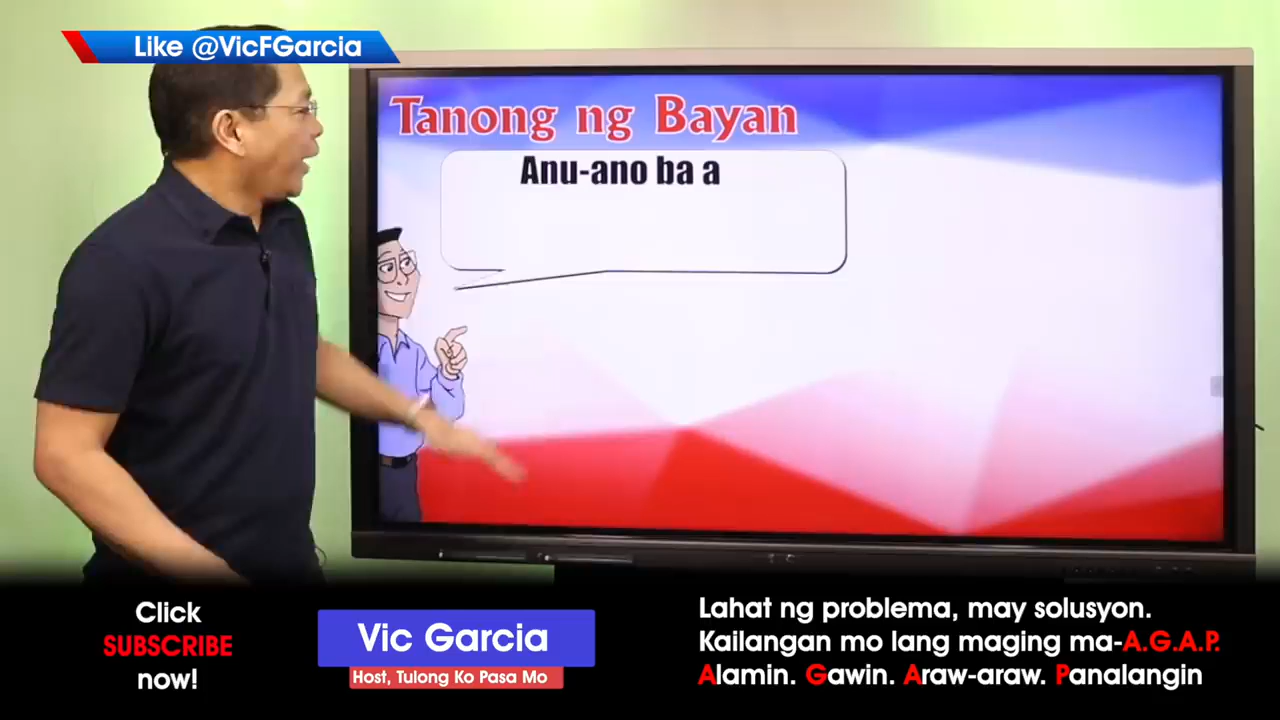 Like @VicFGarcia
Tanong ng Bayan
Anu-ano ba a
Click
SUBSCRIBE
now!
Vic Garcia
Host, Tulong Ko Pasa Mo
Lahat ng problema, may solusyon.
Kailangan mo lang maging ma-A.G.A.P.
Alamin. Gawin. Araw-araw. Panalangin